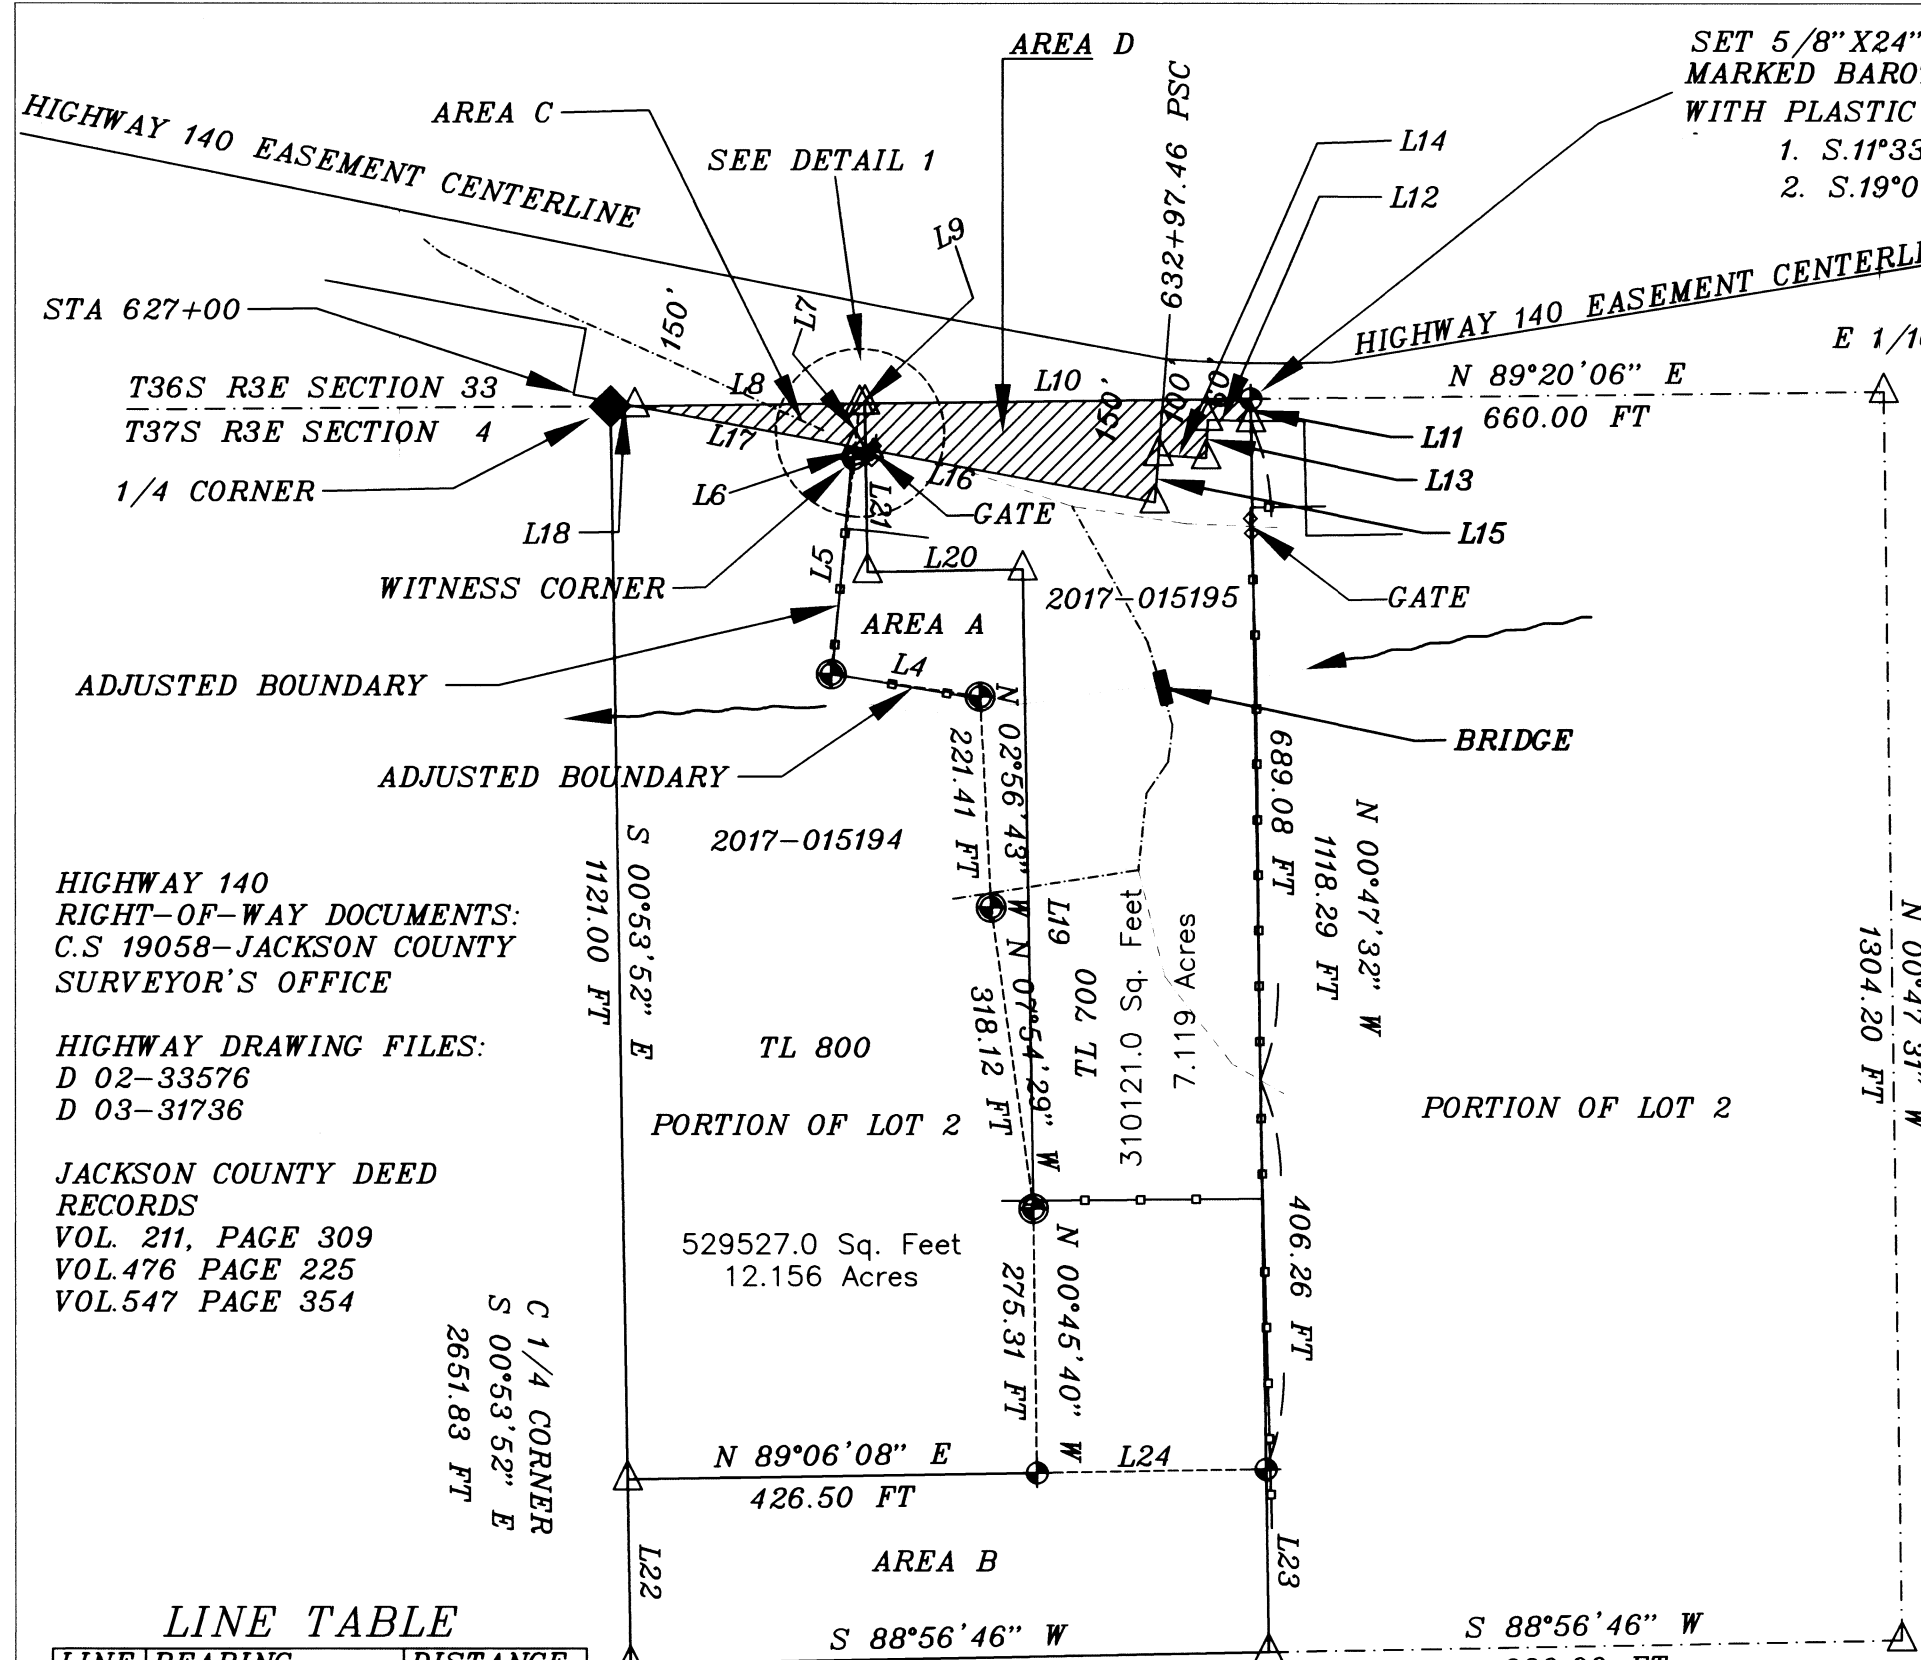 AREA D
SET 5/8" X24"
MARKED
WITH PLASTIC
1. S.11°33
2. S.19°0
AREA C
HIGHWAY 140 EASEMENT CENTERLINE
SEE DETAIL 1
632+97.46 PSC
L14
L12
L9
STA 627+00
150'
L7
HIGHWAY 140 EASEMENT
E 1/1
T36S R3E SECTION 33
L8
L10
150'
100'
50'
N 89°20'06" E
660.00 FT
T37S R3E SECTION 4
L17
L11
1/4 CORNER
L6
L16
L13
L18
L21
GATE
L15
WITNESS CORNER
L5
L20
2017-015195
GATE
AREA A
ADJUSTED BOUNDARY
L4
BRIDGE
ADJUSTED BOUNDARY
N 02°56'43" W
221.41 FT
689.08 FT
N 00°47'32" W
1118.29 FT
2017-015194
S 00°53'52" E
1121.00 FT
HIGHWAY 140
RIGHT-OF-WAY DOCUMENTS:
C.S 19058-JACKSON COUNTY
SURVEYOR'S OFFICE
L19
N 00°47'31" W
1304.20 FT
N 07°54'29" W
318.12 FT
TL 700
310121.0 Sq. Feet
7.119 Acres
HIGHWAY DRAWING FILES:
D 02-33576
D 03-31736
TL 800
PORTION OF LOT 2
PORTION OF LOT 2
JACKSON COUNTY DEED
RECORDS
VOL. 211, PAGE 309
VOL.476 PAGE 225
VOL.547 PAGE 354
529527.0 Sq. Feet
12.156 Acres
N 00°45'40" W
275.31 FT
406.26 FT
C 1/4 CORNER
S 00°53'52" E
2651.83 FT
N 89°06'08" E
426.50 FT
L24
L22
AREA B
L23
LINE TABLE
S 88°56'46" W
S 88°56'46" W
LINE BEARING DISTANCE